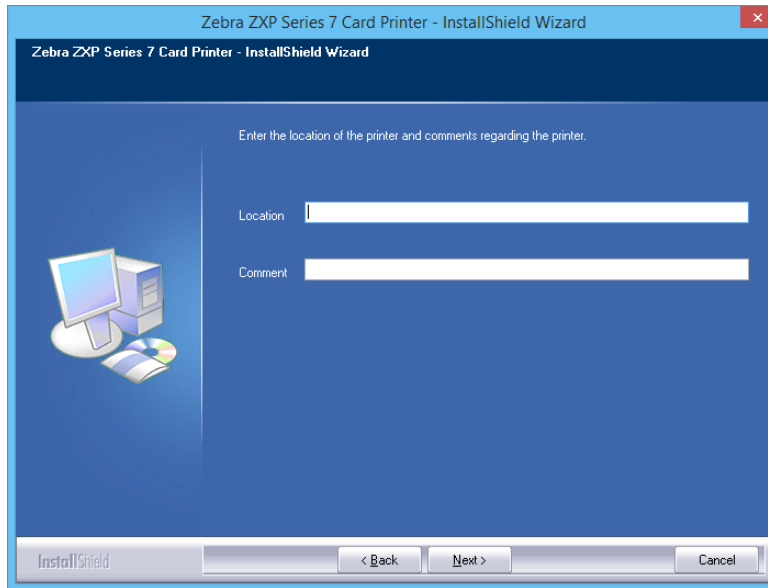 Zebra ZXP Series 7 Card Printer - InstallShield Wizard
Zebra ZXP Series 7 Card Printer - InstallShield Wizard
Enter the location of the printer and comments regarding the printer.
Location
Comment
InstallShield
< Back
Next >
Cancel